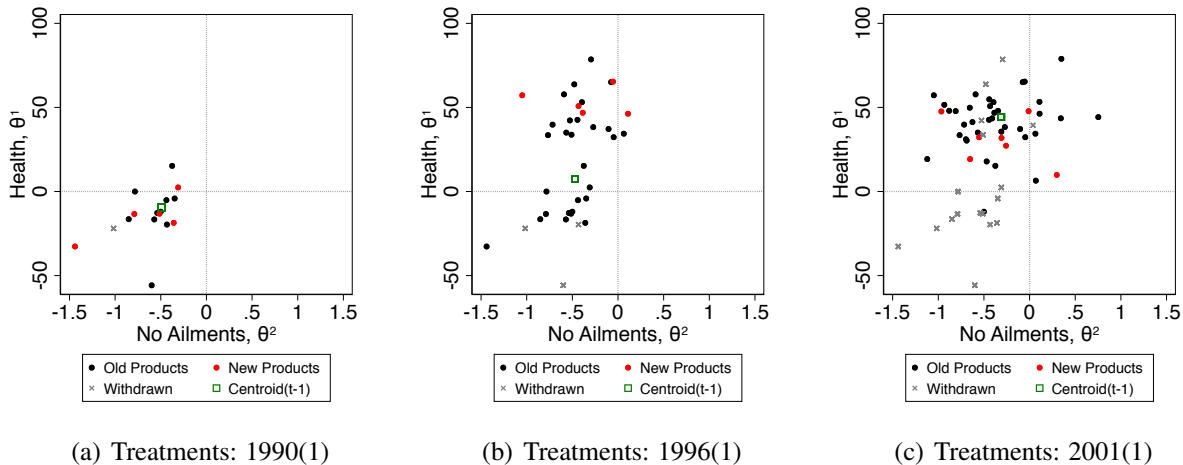 100
50
0
-50
Health, θ¹
-1.5 -1 -.5 0 .5 1 1.5
No Ailments, θ²
Old Products New Products
Withdrawn Centroid(t-1)
(a) Treatments: 1990(1)
100
50
0
-50
Health, θ¹
-1.5 -1 -.5 0 .5 1 1.5
No Ailments, θ²
Old Products New Products
Withdrawn Centroid(t-1)
(b) Treatments: 1996(1)
100
50
0
-50
Health, θ¹
-1.5 -1 -.5 0 .5 1 1.5
No Ailments, θ²
Old Products New Products
Withdrawn Centroid(t-1)
(c) Treatments: 2001(1)